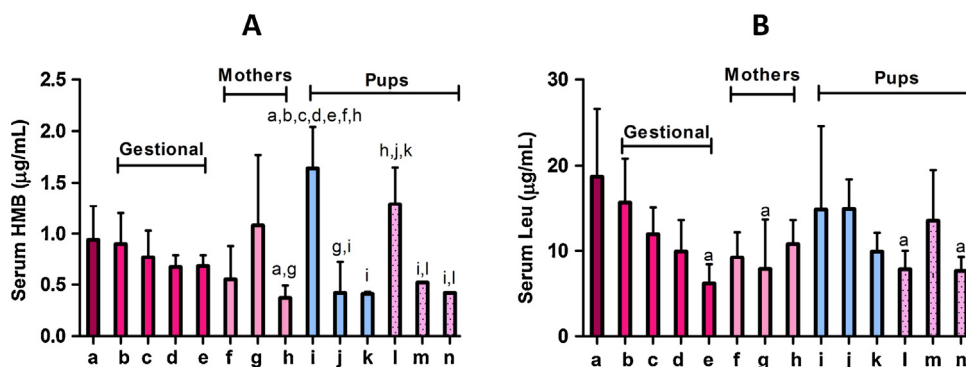 A
Serum HMB (µg/mL)
2.5
2.0
1.5
1.0
0.5
0.0
Gestional
Mothers
Pups
a,g
a,b,c,d,e,f,h
g,i
i
h,j,k
i,l
i,l
a b c d e f g h i j k l m n
B
Serum Leu (µg/mL)
30
20
10
0
Gestional
Mothers
Pups
a
a
a
a
a b c d e f g h i j k l m n